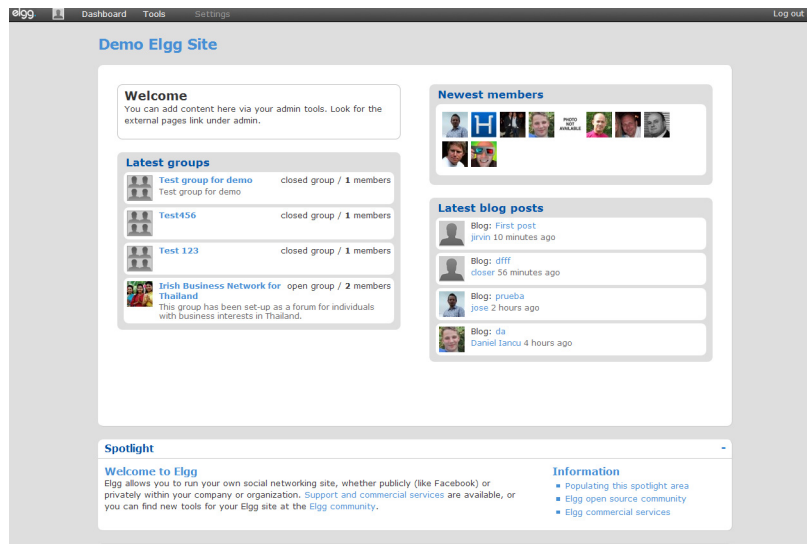 elgg. Dashboard Tools Settings Log out
Demo Elgg Site
Welcome
You can add content here via your admin tools. Look for the
external pages link under admin.
Latest groups
Test group for demo closed group / 1 members
Test group for demo
Test456 closed group / 1 members
Test 123 closed group / 1 members
Irish Business Network for open group / 2 members
Thailand
This group has been set-up as a forum for individuals
with business interests in Thailand.
Newest members
H
PHOTO
NOT
AVAILABLE
Latest blog posts
Blog: First post
jirvin 10 minutes ago
Blog: dfff
closer 56 minutes ago
Blog: prueba
jose 2 hours ago
Blog: da
Daniel Iancu 4 hours ago
Spotlight -
Welcome to Elgg
Elgg allows you to run your own social networking site, whether publicly (like Facebook) or
privately within your company or organization. Support and commercial services are available, or
you can find new tools for your Elgg site at the Elgg community.
Information
Populating this spotlight area
Elgg open source community
Elgg commercial services